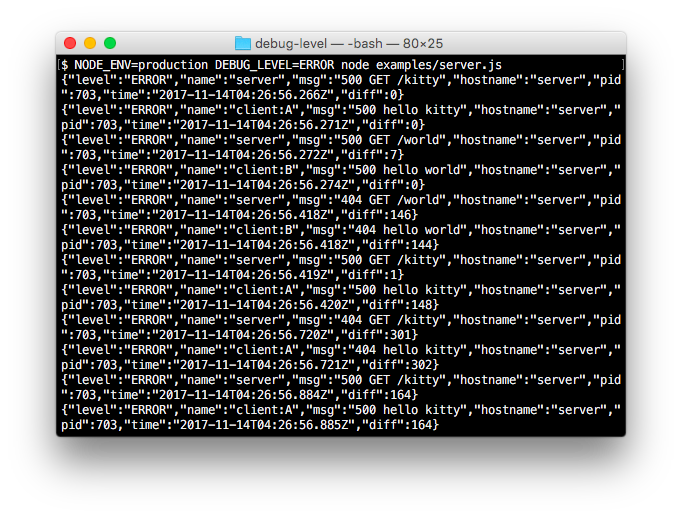 debug-level — -bash — 80×25
[$ NODE_ENV=production DEBUG_LEVEL=ERROR node examples/server.js ]
{"level":"ERROR","name":"server","msg":"500 GET /kitty","hostname":"server","pid
":703,"time":"2017-11-14T04:26:56.266Z","diff":0}
{"level":"ERROR","name":"client:A","msg":"500 hello kitty","hostname":"server","
pid":703,"time":"2017-11-14T04:26:56.271Z","diff":0}
{"level":"ERROR","name":"server","msg":"500 GET /world","hostname":"server","pid
":703,"time":"2017-11-14T04:26:56.272Z","diff":7}
{"level":"ERROR","name":"client:B","msg":"500 hello world","hostname":"server","
pid":703,"time":"2017-11-14T04:26:56.274Z","diff":0}
{"level":"ERROR","name":"server","msg":"404 GET /world","hostname":"server","pid
":703,"time":"2017-11-14T04:26:56.418Z","diff":146}
{"level":"ERROR","name":"client:B","msg":"404 hello world","hostname":"server","
pid":703,"time":"2017-11-14T04:26:56.418Z","diff":144}
{"level":"ERROR","name":"server","msg":"500 GET /kitty","hostname":"server","pid
":703,"time":"2017-11-14T04:26:56.419Z","diff":1}
{"level":"ERROR","name":"client:A","msg":"500 hello kitty","hostname":"server","
pid":703,"time":"2017-11-14T04:26:56.420Z","diff":148}
{"level":"ERROR","name":"server","msg":"404 GET /kitty","hostname":"server","pid
":703,"time":"2017-11-14T04:26:56.720Z","diff":301}
{"level":"ERROR","name":"client:A","msg":"404 hello kitty","hostname":"server","
pid":703,"time":"2017-11-14T04:26:56.721Z","diff":302}
{"level":"ERROR","name":"server","msg":"500 GET /kitty","hostname":"server","pid
":703,"time":"2017-11-14T04:26:56.884Z","diff":164}
{"level":"ERROR","name":"client:A","msg":"500 hello kitty","hostname":"server","
pid":703,"time":"2017-11-14T04:26:56.885Z","diff":164}